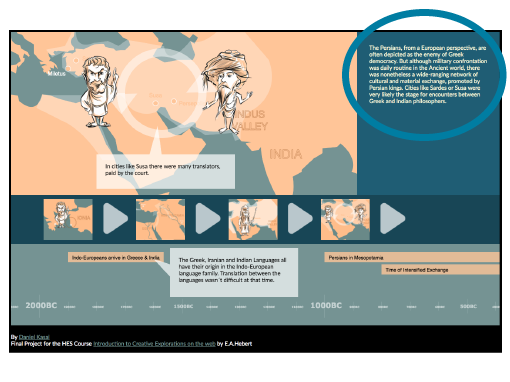 The Persians, from a European perspective, are
often depicted as the enemy of Greek
democracy. But although military confrontation
was daily routine in the Ancient world, there
was nonetheless a wide-ranging network of
cultural and material exchange, promoted by
Persian kings. Cities like Sardes or Susa were
very likely the stage for encounters between
Greek and Indian philosophers.
Miletus
INDUS
VALLEY
INDIA
In cities like Susa there were many translators,
paid by the court.
Indo-Europeans arrive in Greece & India
The Greek, Iranian and Indian Languages all
have their origin in the Indo-European
language family. Translation between the
languages wasn't difficult at that time.
Persians in Mesopotamia
Time of Intensified Exchange
2000BC
1500BC
1000BC
500BC
By Daniel Kasaj
Final Project for the HES Course Introduction to Creative Explorations on the web by E.A.Hebert